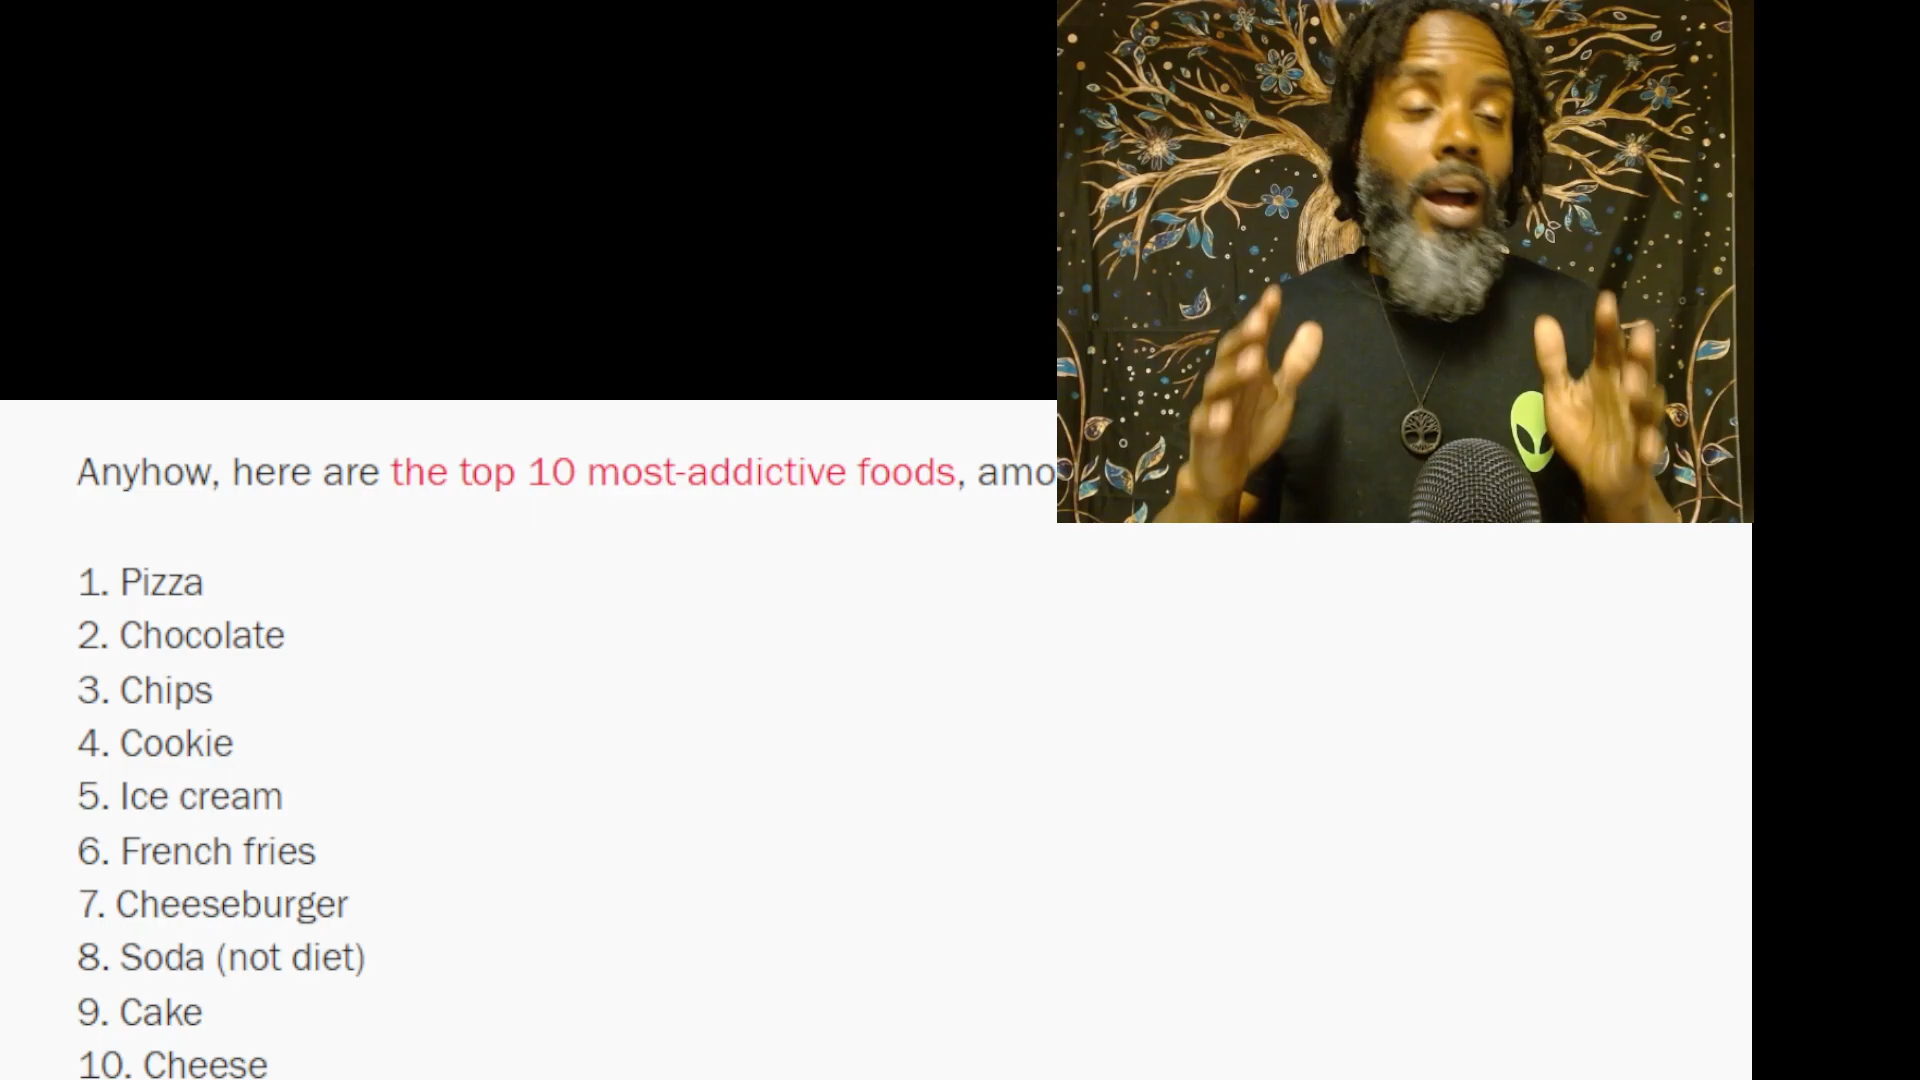 Anyhow, here are the top 10 most-addictive foods, amo
1. Pizza
2. Chocolate
3. Chips
4. Cookie
5. Ice cream
6. French fries
7. Cheeseburger
8. Soda (not diet)
9. Cake
10. Cheese